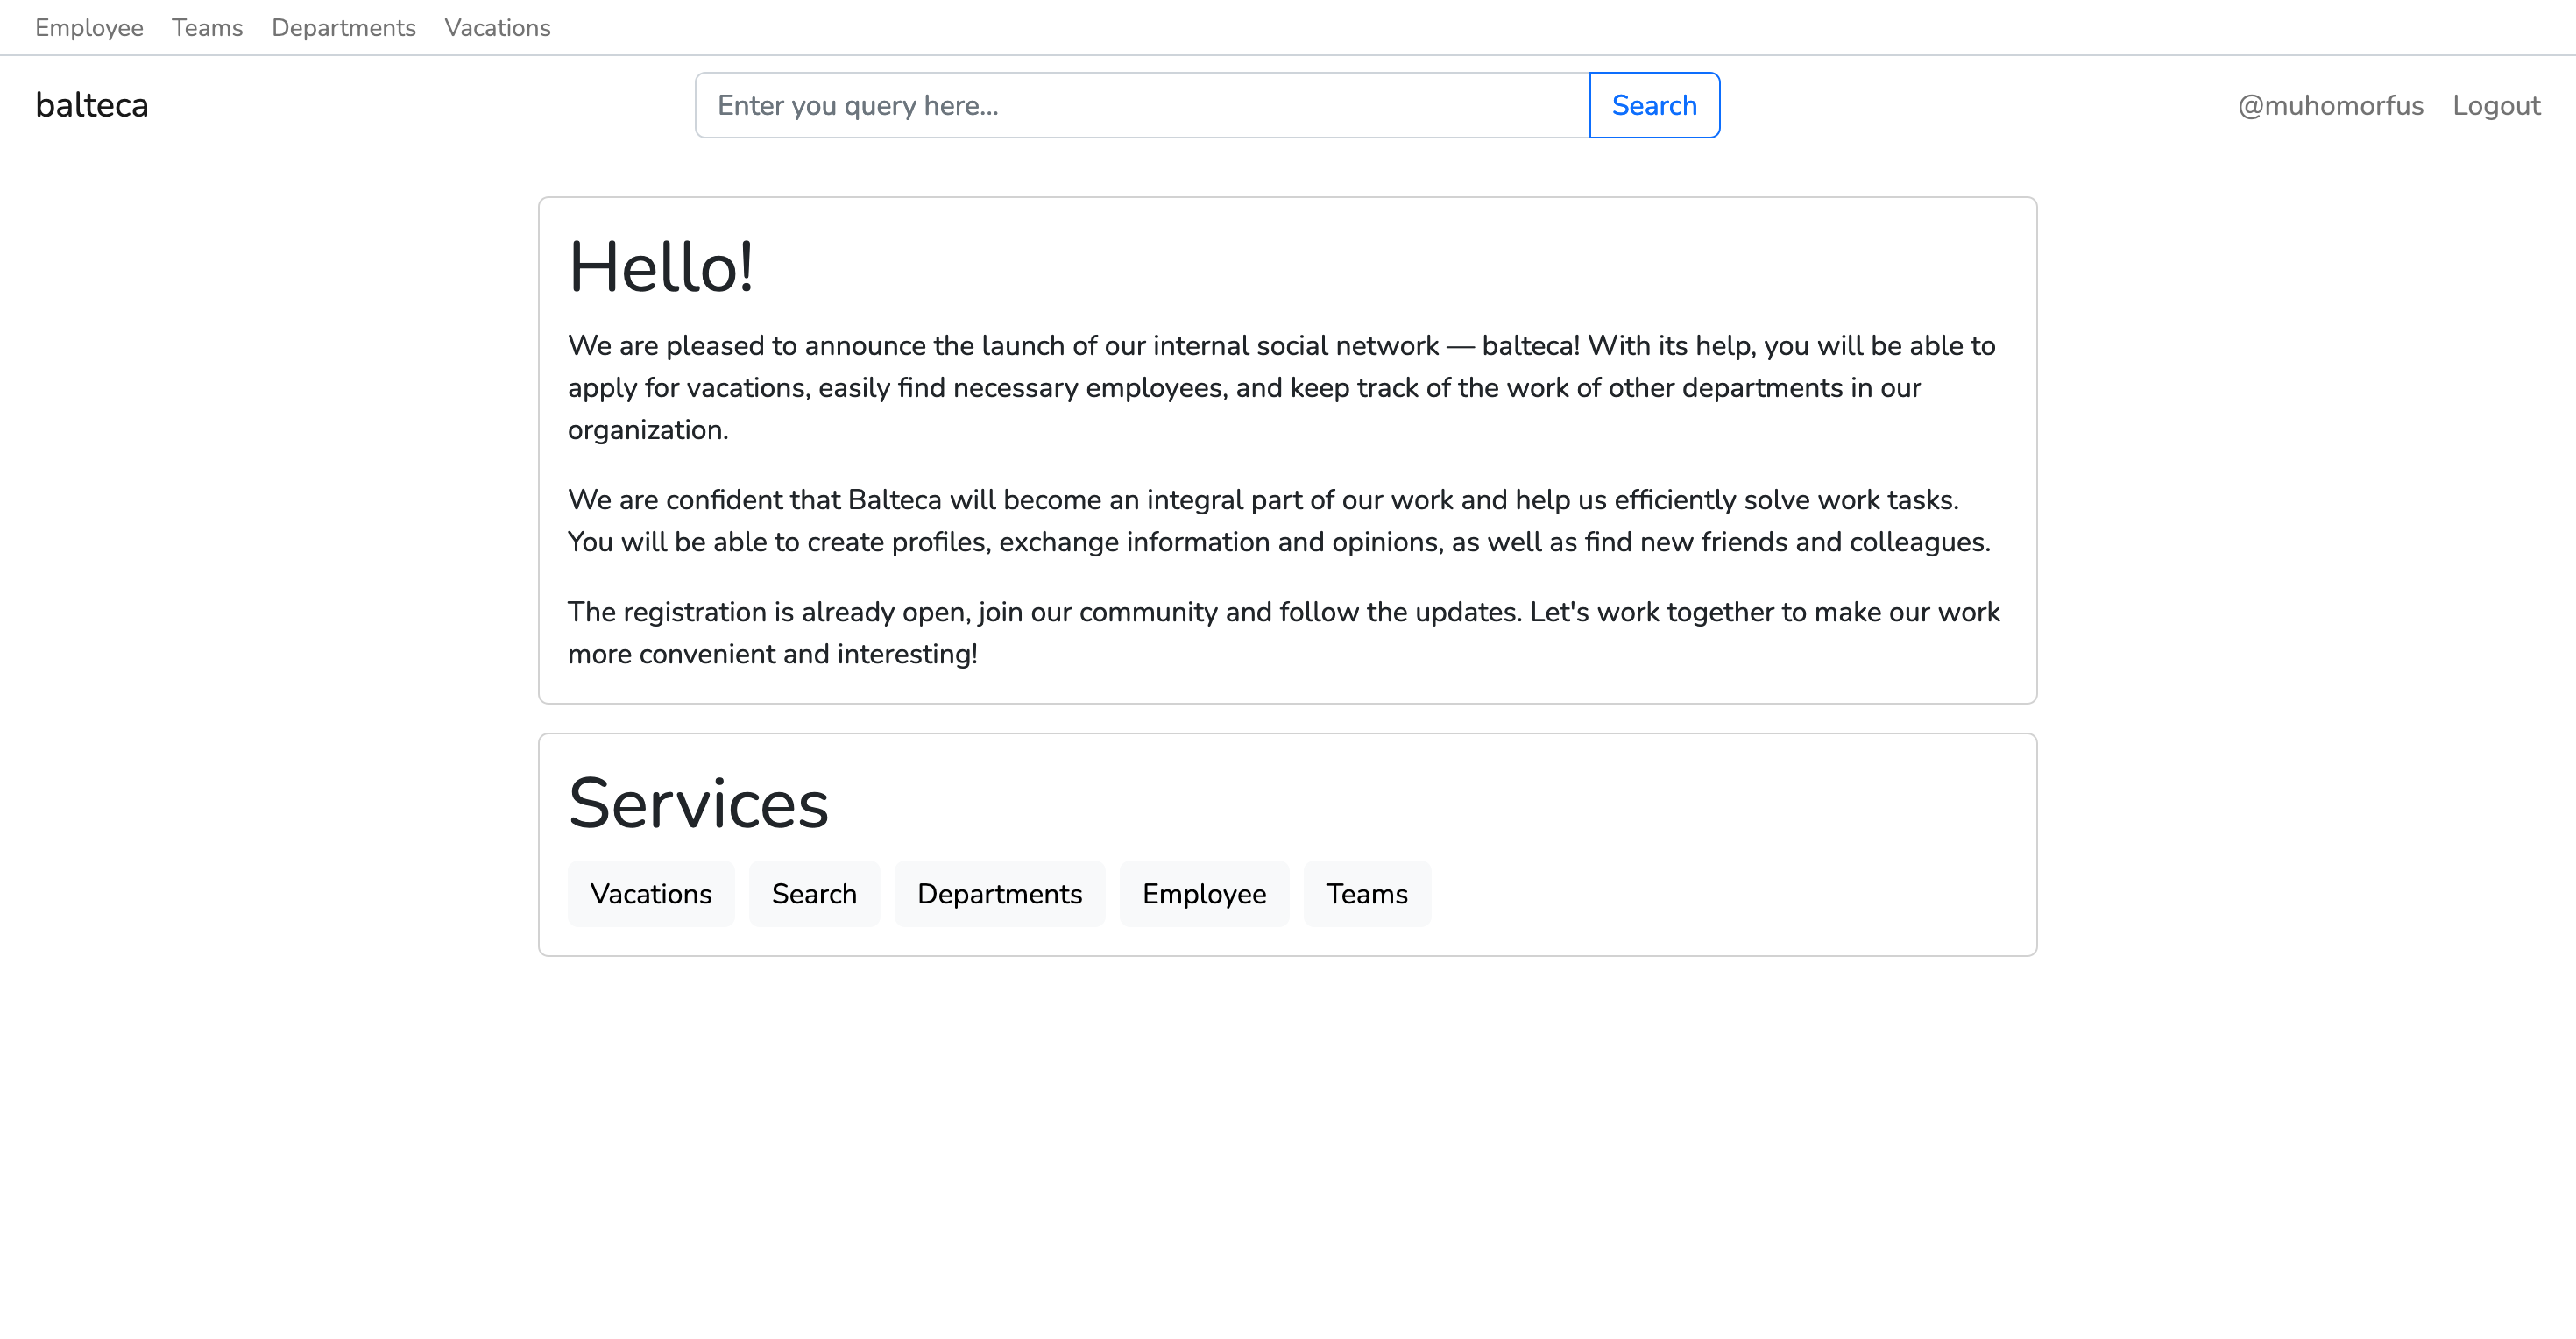 Employee Teams Departments Vacations
balteca
Enter you query here...
Search
@muhomorfus Logout
Hello!
We are pleased to announce the launch of our internal social network — balteca! With its help, you will be able to
apply for vacations, easily find necessary employees, and keep track of the work of other departments in our
organization.
We are confident that Balteca will become an integral part of our work and help us efficiently solve work tasks.
You will be able to create profiles, exchange information and opinions, as well as find new friends and colleagues.
The registration is already open, join our community and follow the updates. Let's work together to make our work
more convenient and interesting!
Services
Vacations Search Departments Employee Teams